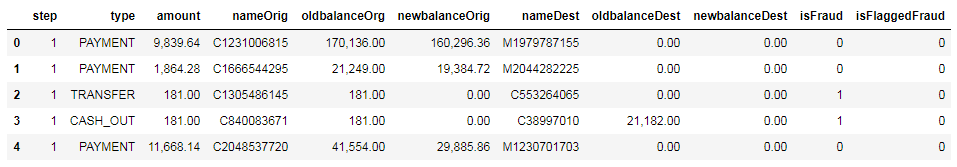 step type amount nameOrig oldbalanceOrg newbalanceOrig nameDest oldbalanceDest newbalanceDest isFraud isFlaggedFraud
0 1 PAYMENT 9,839.64 C1231006815 170,136.00 160,296.36 M1979787155 0.00 0.00 0 0
1 1 PAYMENT 1,864.28 C1666544295 21,249.00 19,384.72 M2044282225 0.00 0.00 0 0
2 1 TRANSFER 181.00 C1305486145 181.00 0.00 C553264065 0.00 0.00 1 0
3 1 CASH_OUT 181.00 C840083671 181.00 0.00 C38997010 21,182.00 0.00 1 0
4 1 PAYMENT 11,668.14 C2048537720 41,554.00 29,885.86 M1230701703 0.00 0.00 0 0